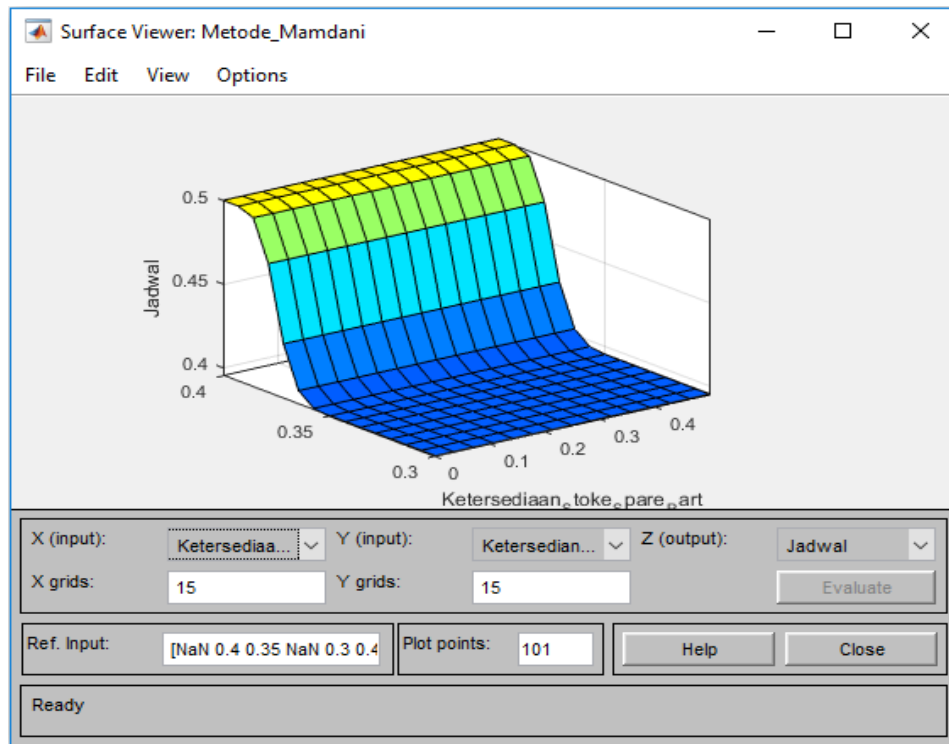 Surface Viewer: Metode_Mamdani
File Edit View Options
0.5
0.45
0.4
Jadwal
0.4
0.35
0.3
0
0.1
0.2
0.3
0.4
Ketersediaan_Stoke_Spare_Part
X (input): Ketersediaa... Y (input): Ketersedian... Z (output): Jadwal
X grids: 15 Y grids: 15 Evaluate
Ref. Input: [NaN 0.4 0.35 NaN 0.3 0.4 Plot points: 101 Help Close
Ready